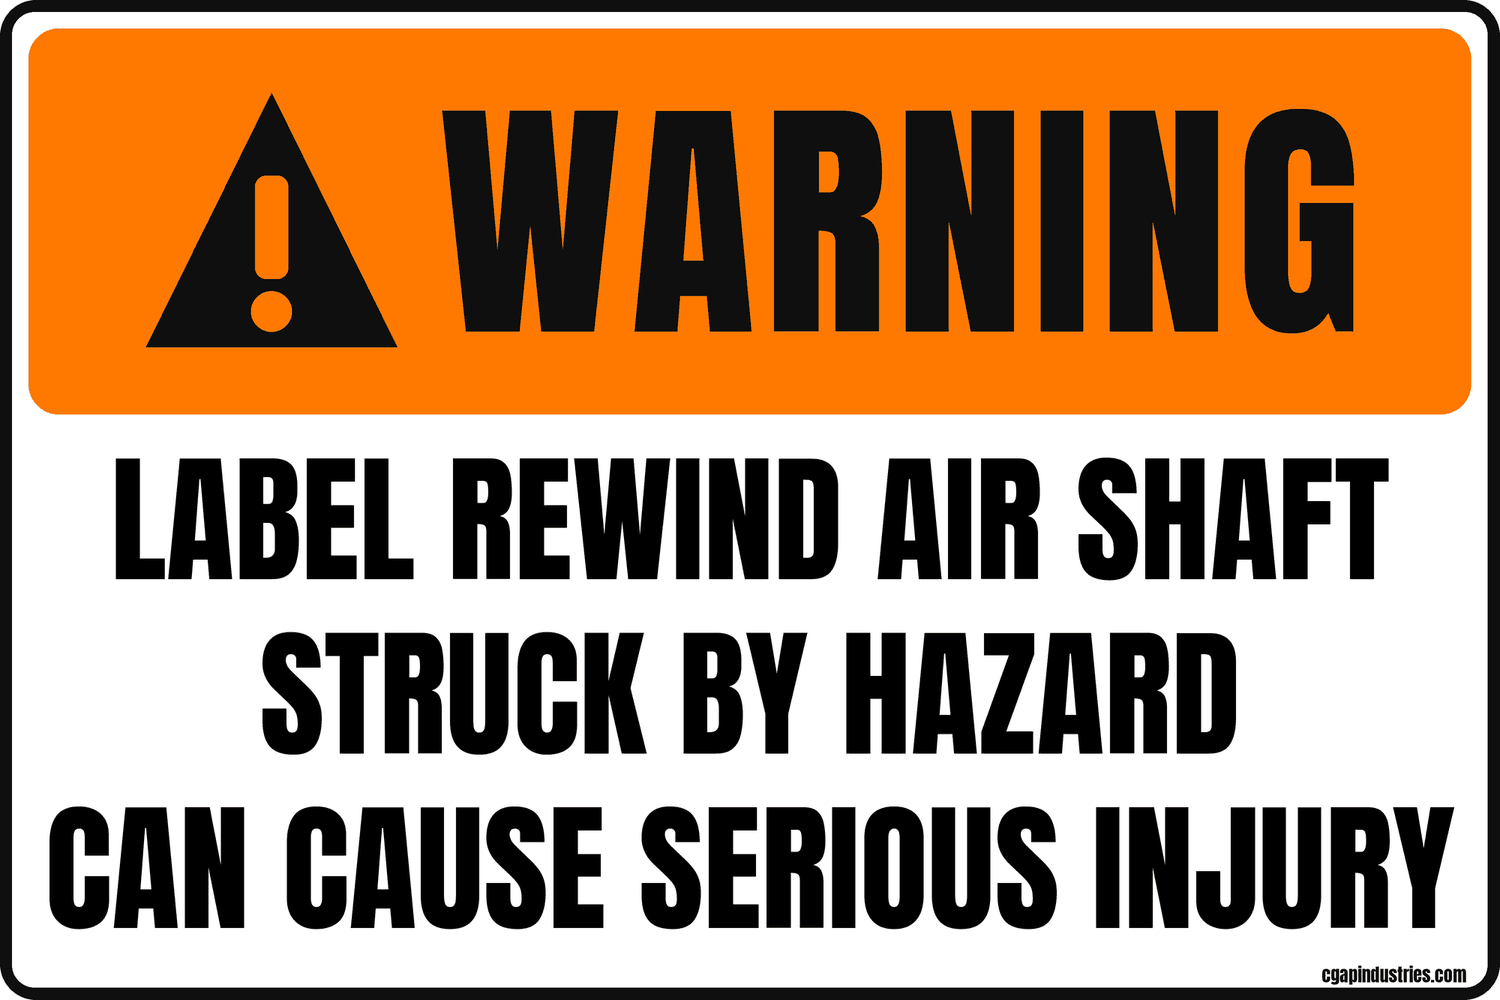 WARNING
LABEL REWIND AIR SHAFT
STRUCK BY HAZARD
CAN CAUSE SERIOUS INJURY
cgapindustries.com